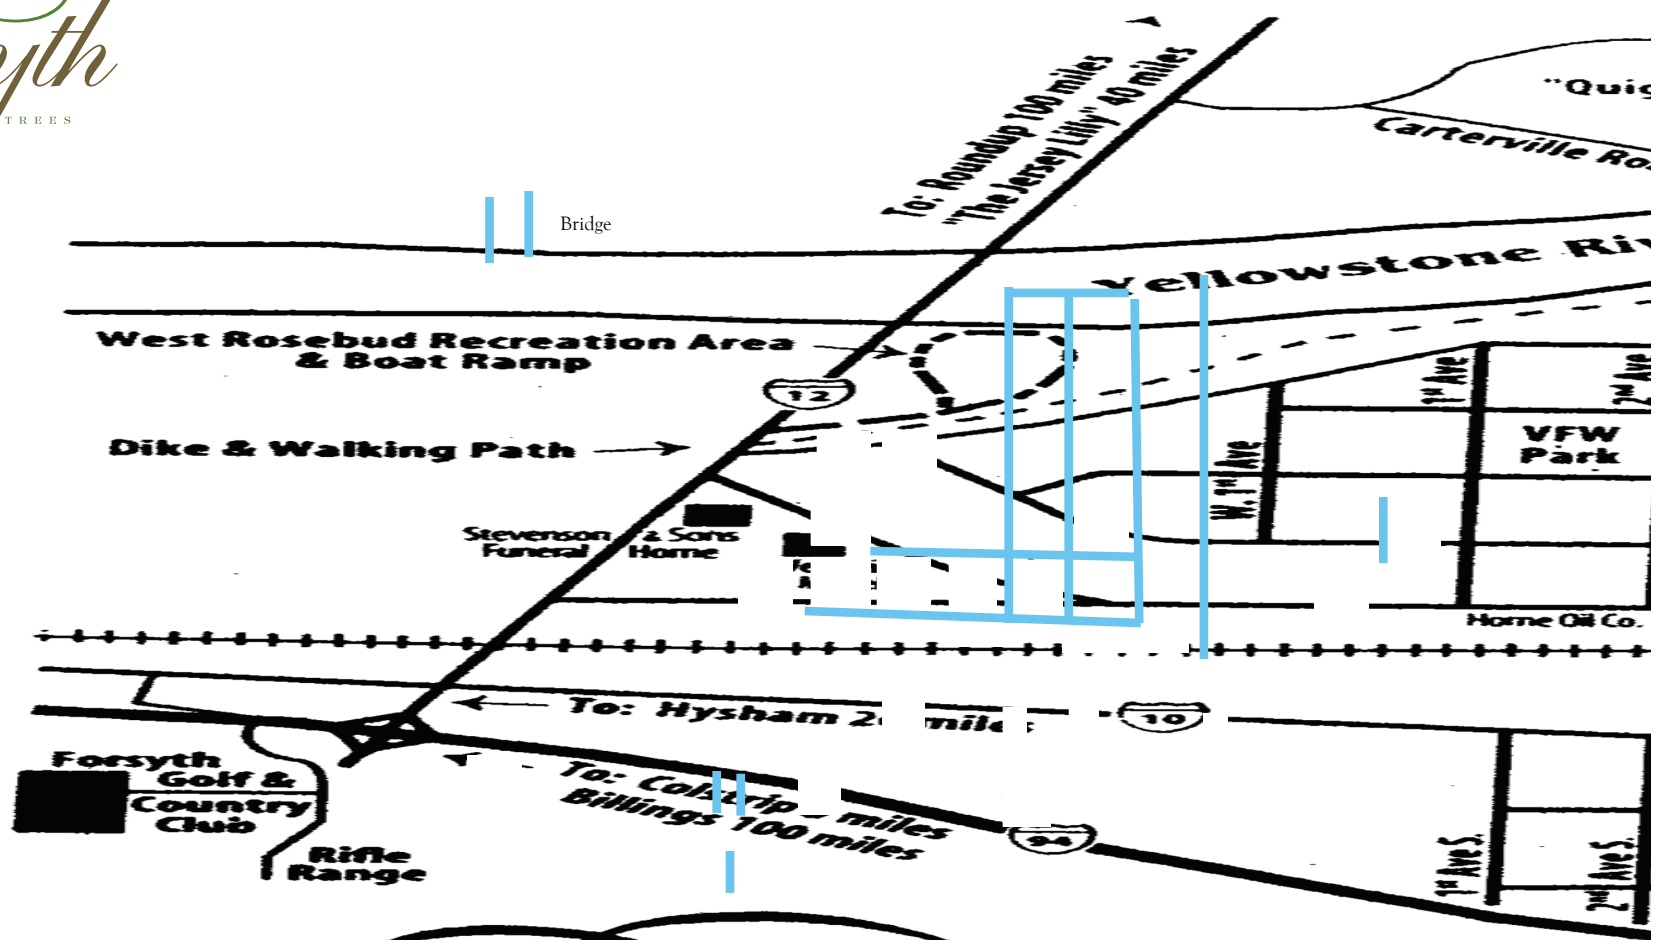 yth
TREES
To: Roundup 100 miles
"The Jersey Lilly" 40 miles
"Quig
Carterville Ro
Bridge
Yellowstone Riv
West Rosebud Recreation Area
& Boat Ramp
12
Dike & Walking Path
1st Ave
2nd Ave
VFW
Park
W. 1st Ave
Stevenson & Sons
Funeral Home
Home Oil Co.
To: Hysham 2 miles
10
Forsyth
Golf &
Country
Club
To: Colstrip miles
Billings 100 miles
94
Rifle
Range
1st Ave S.
2nd Ave S.